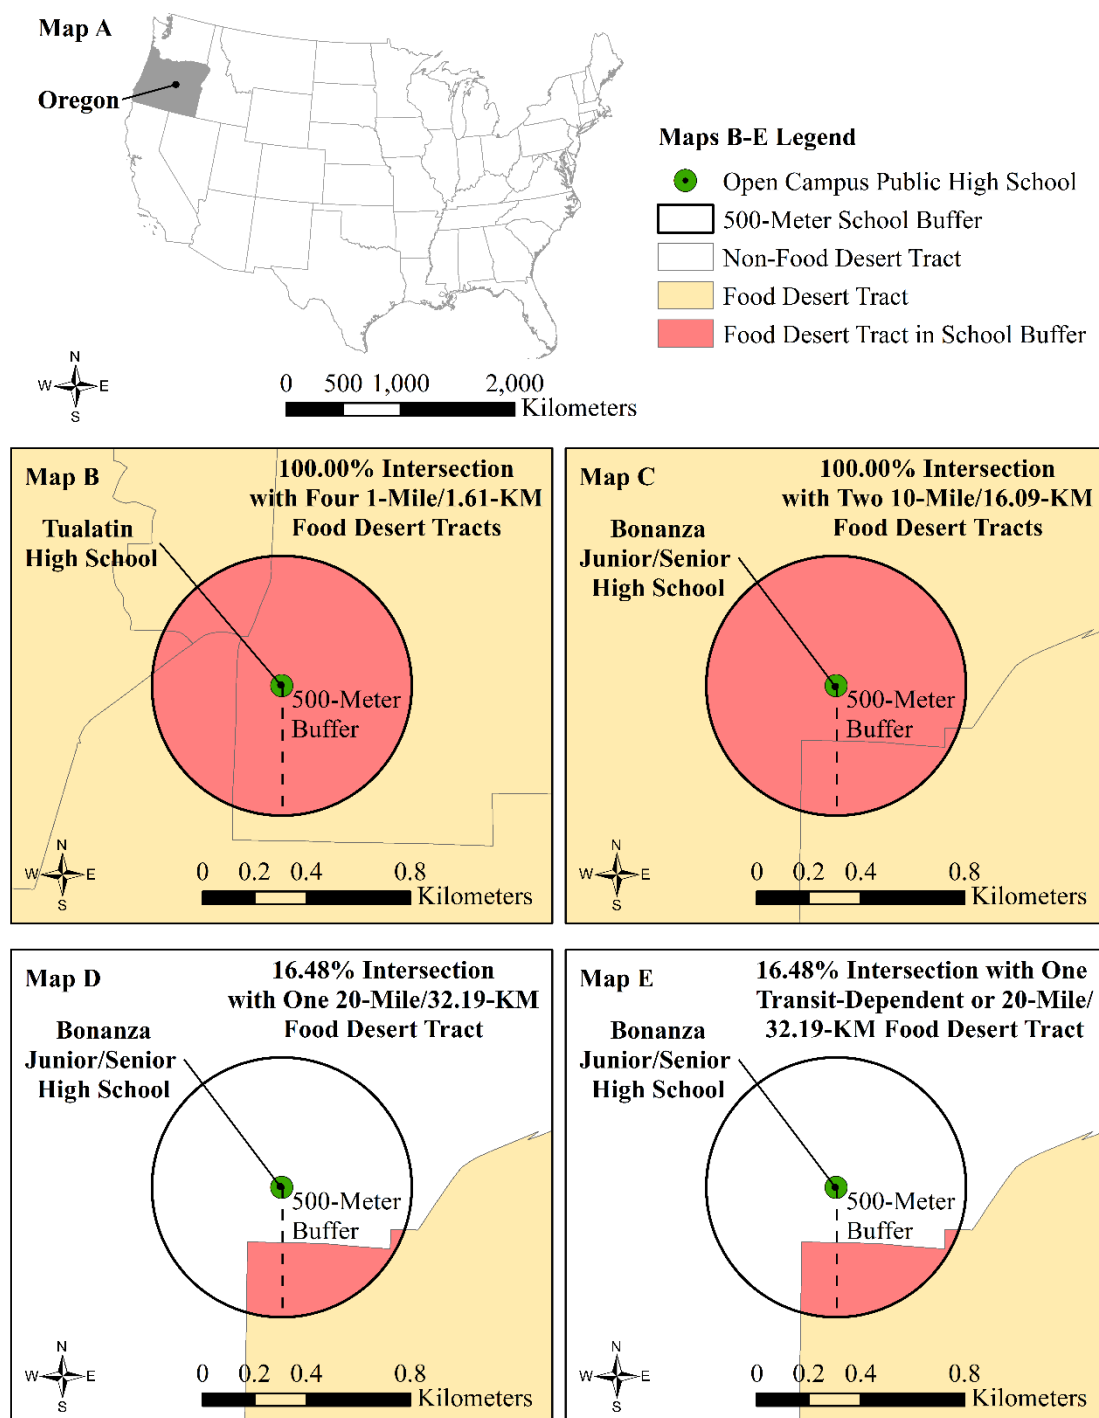 Map A
Oregon
N
W E
S
0 500 1,000 2,000
Kilometers
Maps B-E Legend
Open Campus Public High School
500-Meter School Buffer
Non-Food Desert Tract
Food Desert Tract
Food Desert Tract in School Buffer
Map B
100.00% Intersection
with Four 1-Mile/1.61-KM
Food Desert Tracts
Tualatin
High School
500-Meter
Buffer
N
W E
S
0 0.2 0.4 0.8
Kilometers
Map C
100.00% Intersection
with Two 10-Mile/16.09-KM
Food Desert Tracts
Bonanza
Junior/Senior
High School
500-Meter
Buffer
N
W E
S
0 0.2 0.4 0.8
Kilometers
Map D
16.48% Intersection
with One 20-Mile/32.19-KM
Food Desert Tract
Bonanza
Junior/Senior
High School
500-Meter
Buffer
N
W E
S
0 0.2 0.4 0.8
Kilometers
Map E
16.48% Intersection with One
Transit-Dependent or 20-Mile/
32.19-KM Food Desert Tract
Bonanza
Junior/Senior
High School
500-Meter
Buffer
N
W E
S
0 0.2 0.4 0.8
Kilometers